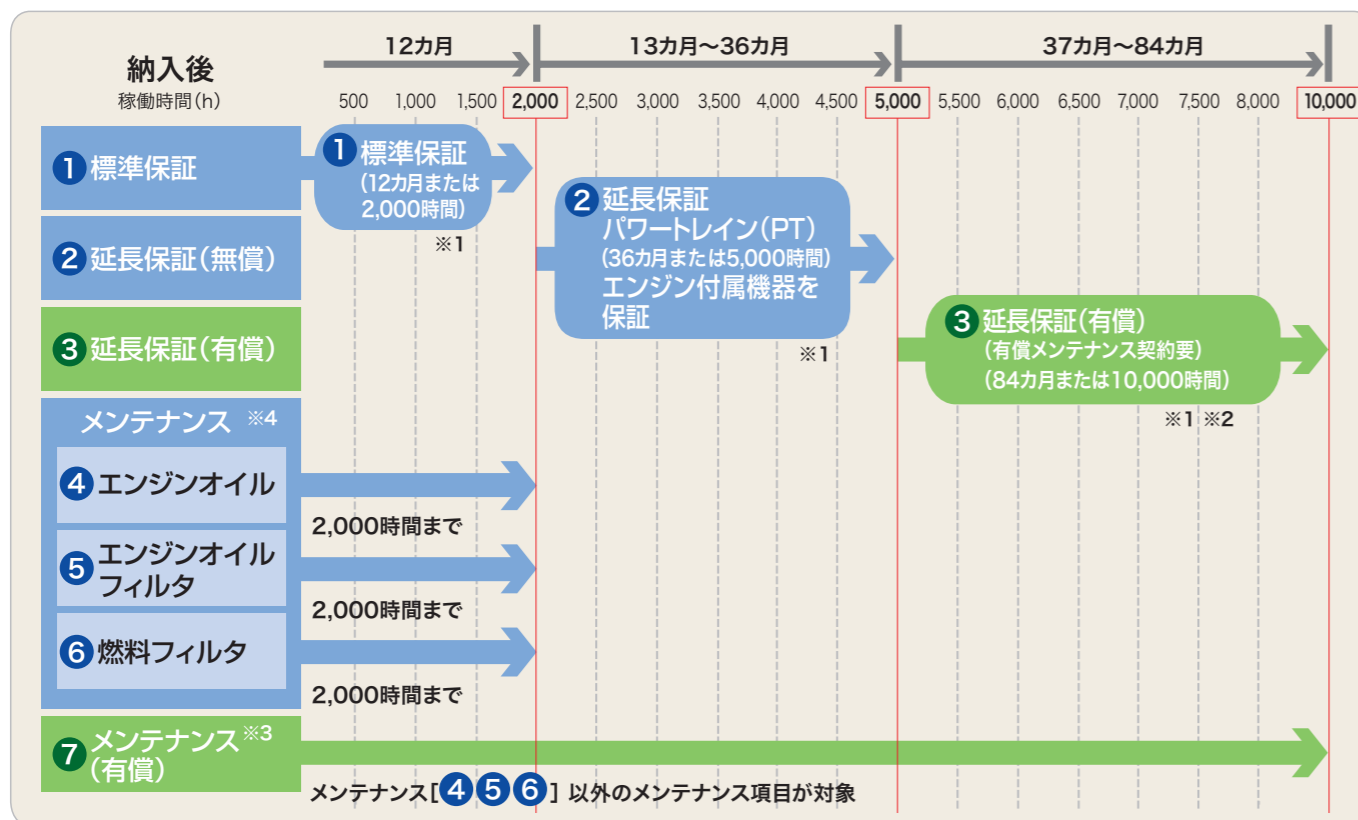 納入後
稼働時間(h)
12カ月
13カ月～36カ月
37カ月～84カ月
500 1,000 1,500 2,000 2,500 3,000 3,500 4,000 4,500 5,000 5,500 6,000 6,500 7,000 7,500 8,000 10,000
1 標準保証
1 標準保証
(12カ月または
2,000時間)
※1
2 延長保証(無償)
2 延長保証
パワートレイン(PT)
(36カ月または5,000時間)
エンジン付属機器を
保証
※1
3 延長保証(有償)
3 延長保証(有償)
(有償メンテナンス契約要)
(84カ月または10,000時間)
※1 ※2
メンテナンス ※4
4 エンジンオイル
2,000時間まで
5 エンジンオイル
フィルタ
2,000時間まで
6 燃料フィルタ
2,000時間まで
7 メンテナンス※3
(有償)
メンテナンス[4 5 6] 以外のメンテナンス項目が対象